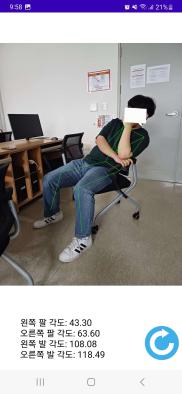 9:58
21%
왼쪽 팔 각도: 43.30
오른쪽 팔 각도: 63.60
왼쪽 발 각도: 108.08
오른쪽 발 각도: 118.49